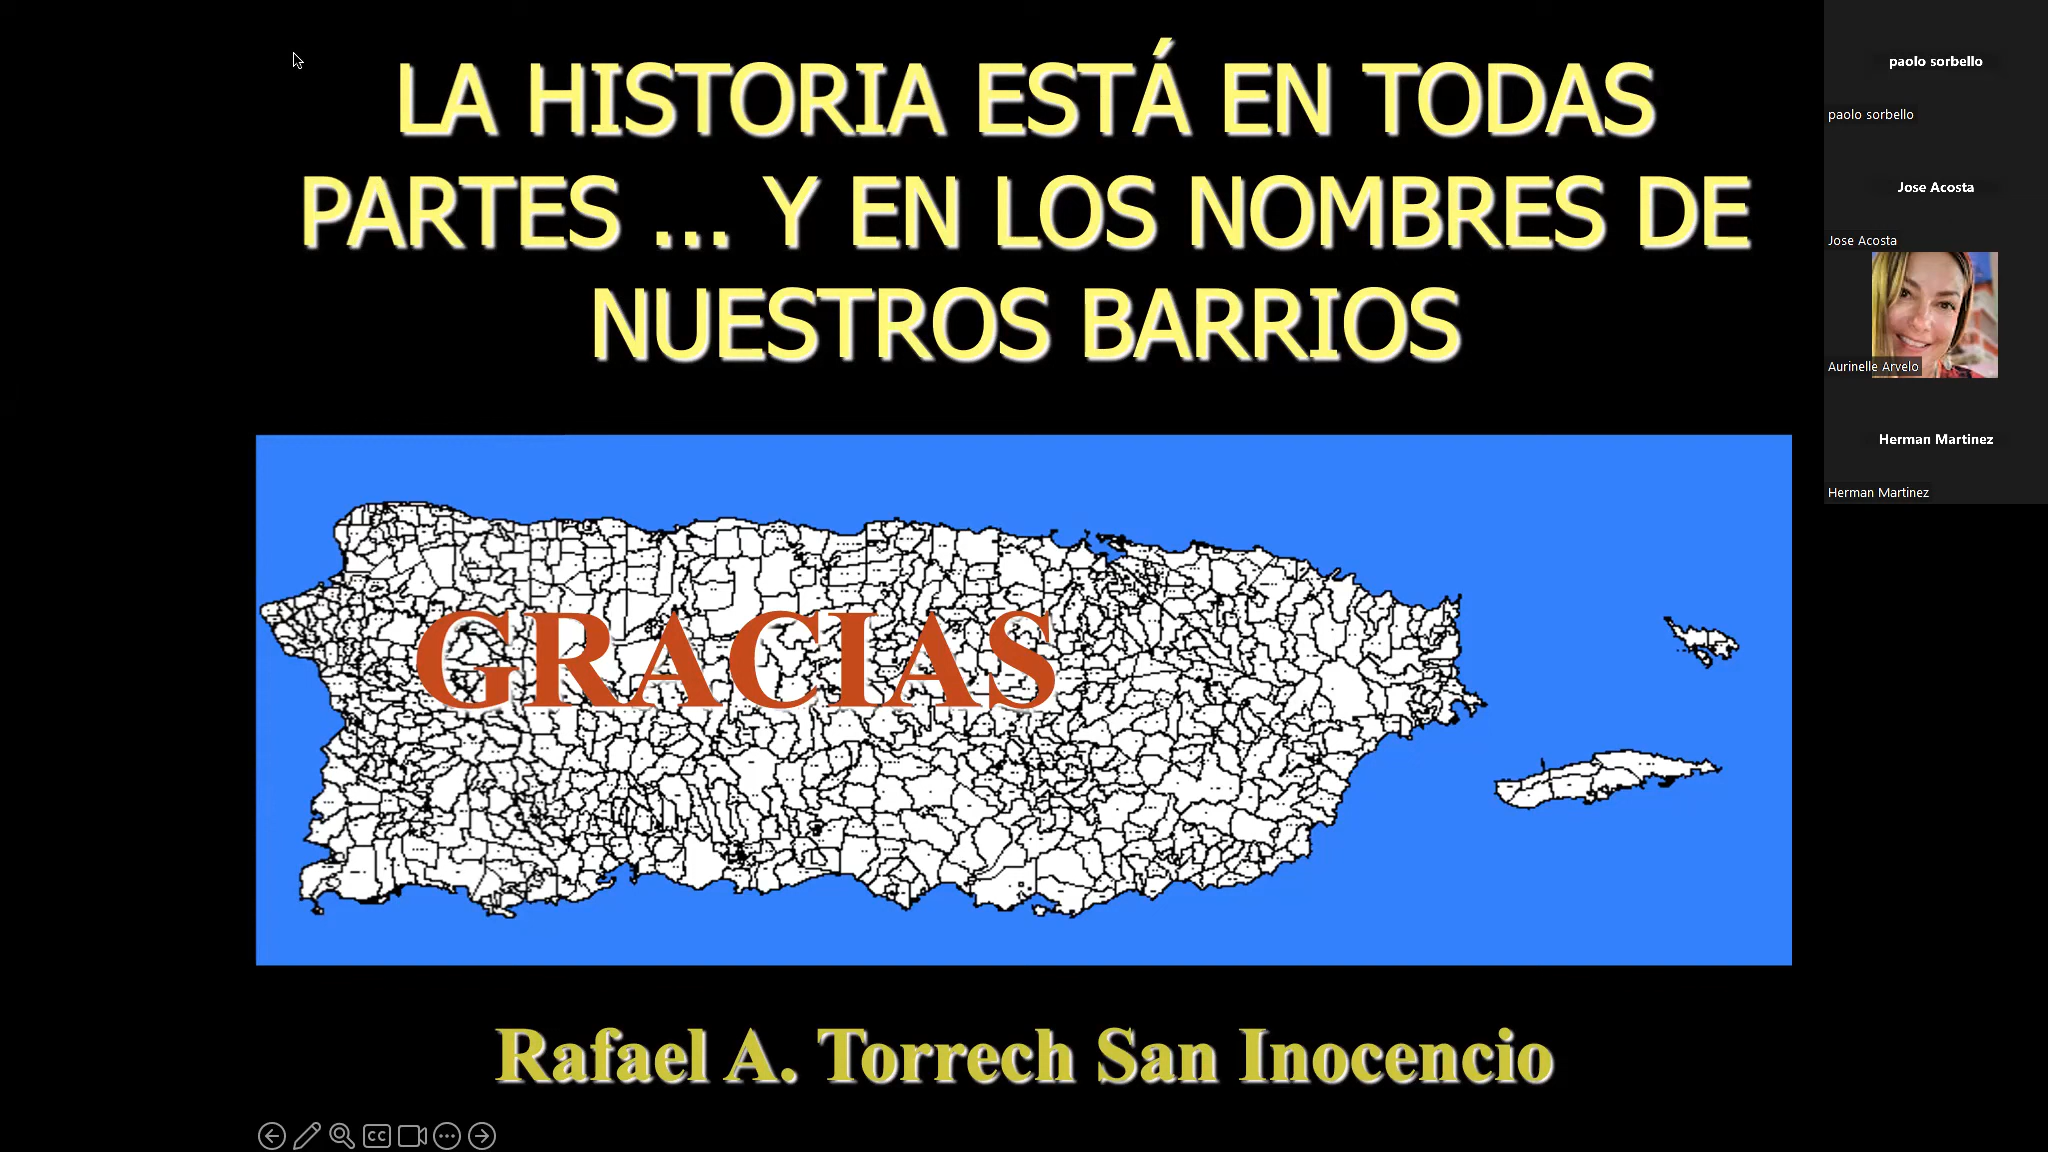 LA HISTORIA ESTÁ EN TODAS
PARTES ... Y EN LOS NOMBRES DE
NUESTROS BARRIOS
GRACIAS
Rafael A. Torrech San Inocencio
CC
paolo sorbello
paolo sorbello
Jose Acosta
Jose Acosta
Aurinelle Arvelo
Herman Martinez
Herman Martinez